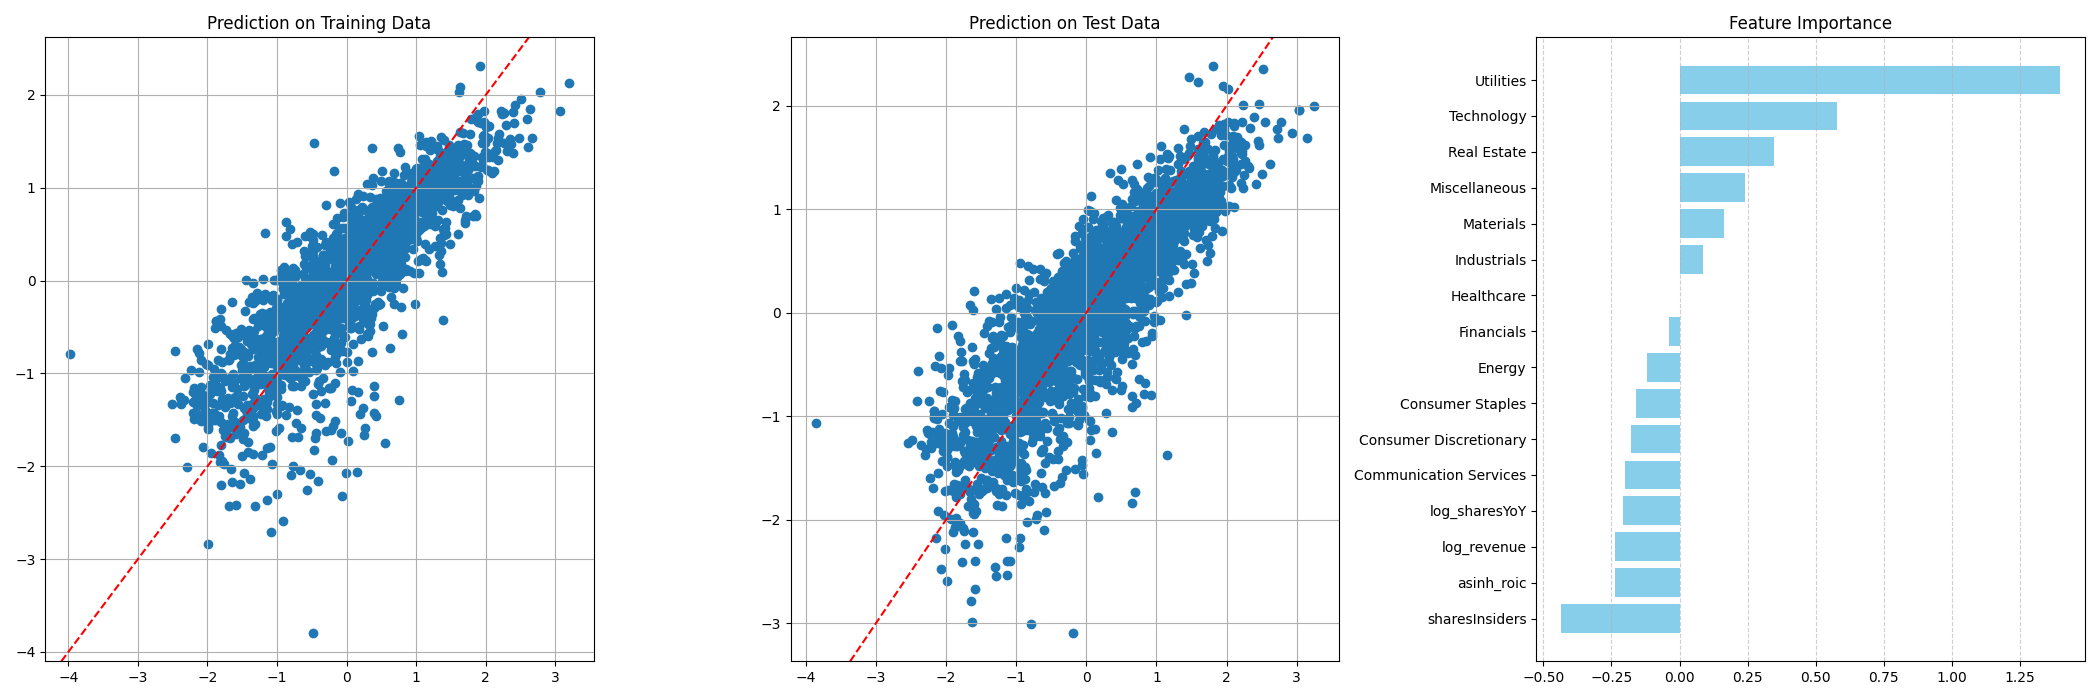 Prediction on Training Data
2
1
0
−1
−2
−3
−4
−4
−3
−2
−1
0
1
2
3
Prediction on Test Data
2
1
0
−1
−2
−3
−4
−3
−2
−1
0
1
2
3
Feature Importance
Utilities
Technology
Real Estate
Miscellaneous
Materials
Industrials
Healthcare
Financials
Energy
Consumer Staples
Consumer Discretionary
Communication Services
log_sharesYoY
log_revenue
asinh_roic
sharesInsiders
−0.50
−0.25
0.00
0.25
0.50
0.75
1.00
1.25